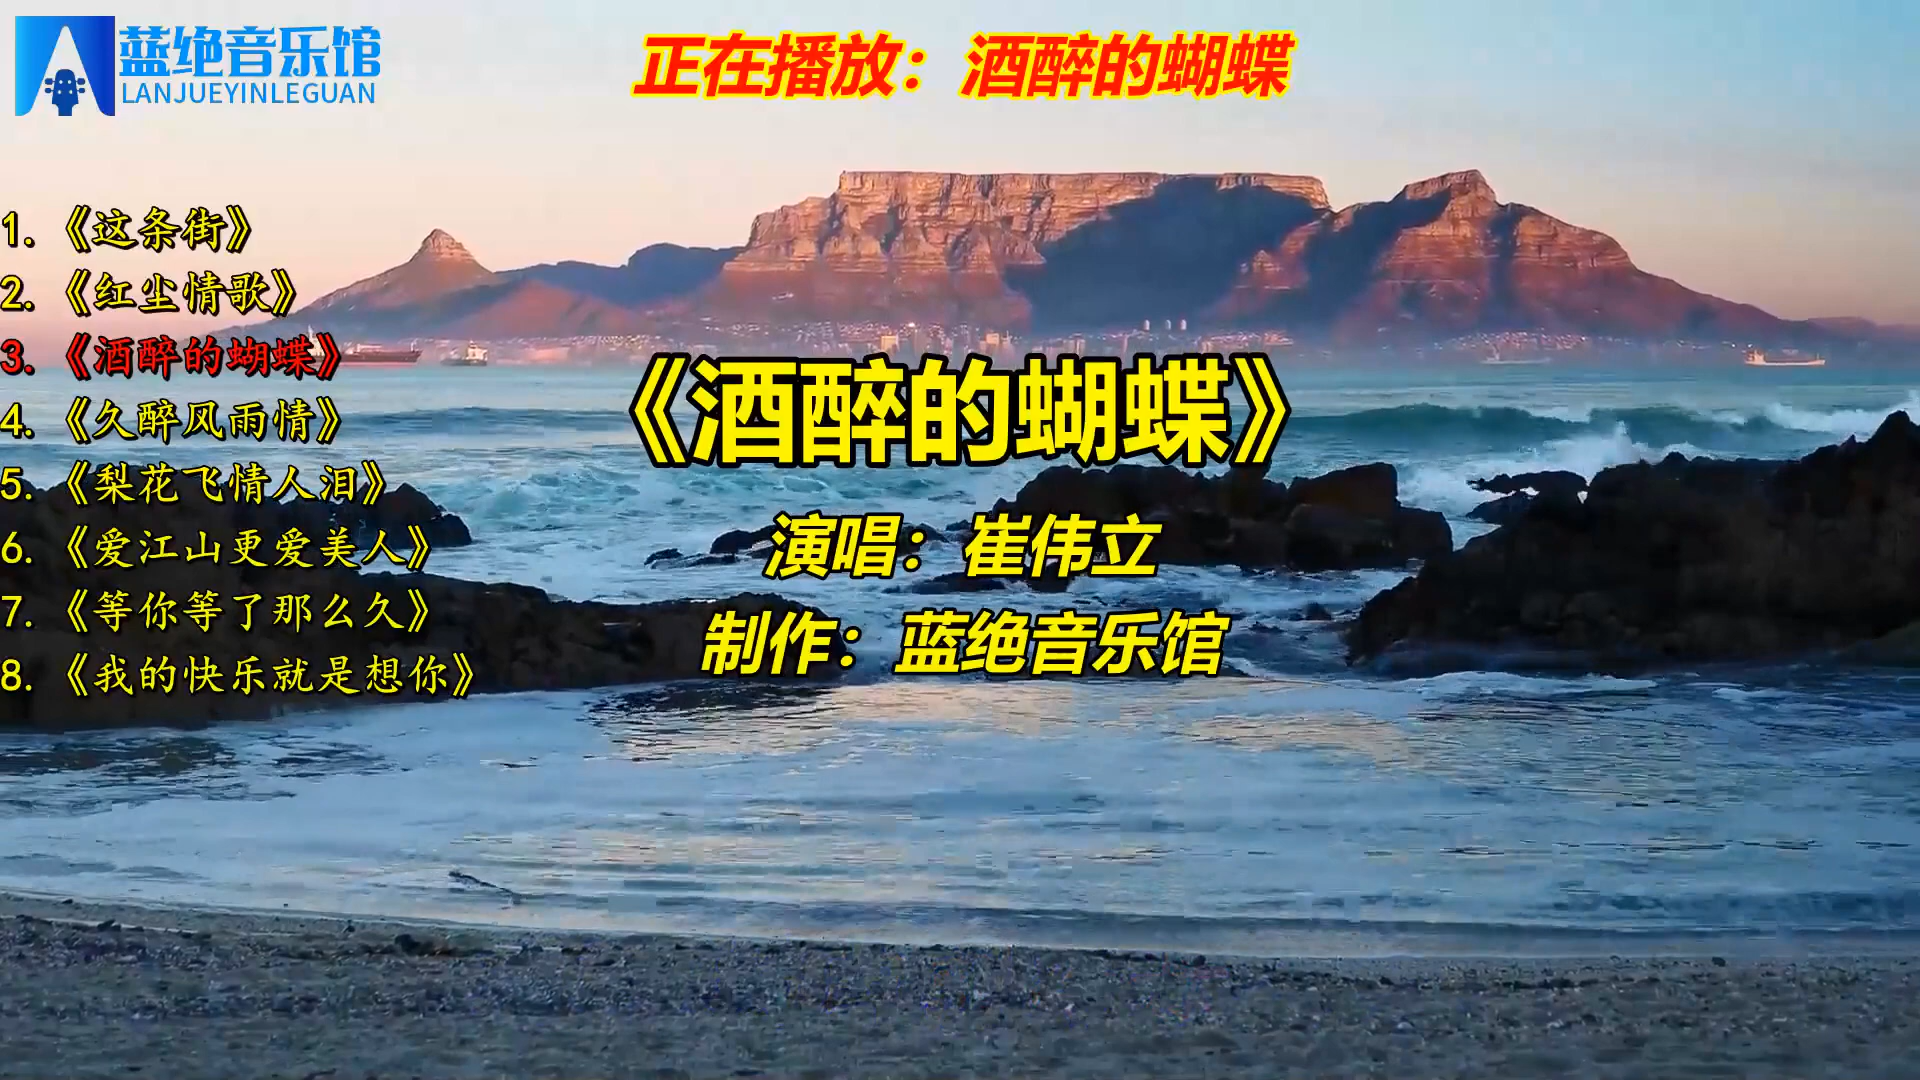 蓝绝音乐馆
LANJUEYINLEGUAN
正在播放：酒醉的蝴蝶
1. 《这条街》
2. 《红尘情歌》
3. 《酒醉的蝴蝶》
4. 《久醉风雨情》
5. 《梨花飞情人泪》
6. 《爱江山更爱美人》
7. 《等你等了那么久》
8. 《我的快乐就是想你》
《酒醉的蝴蝶》
演唱：崔伟立
制作：蓝绝音乐馆